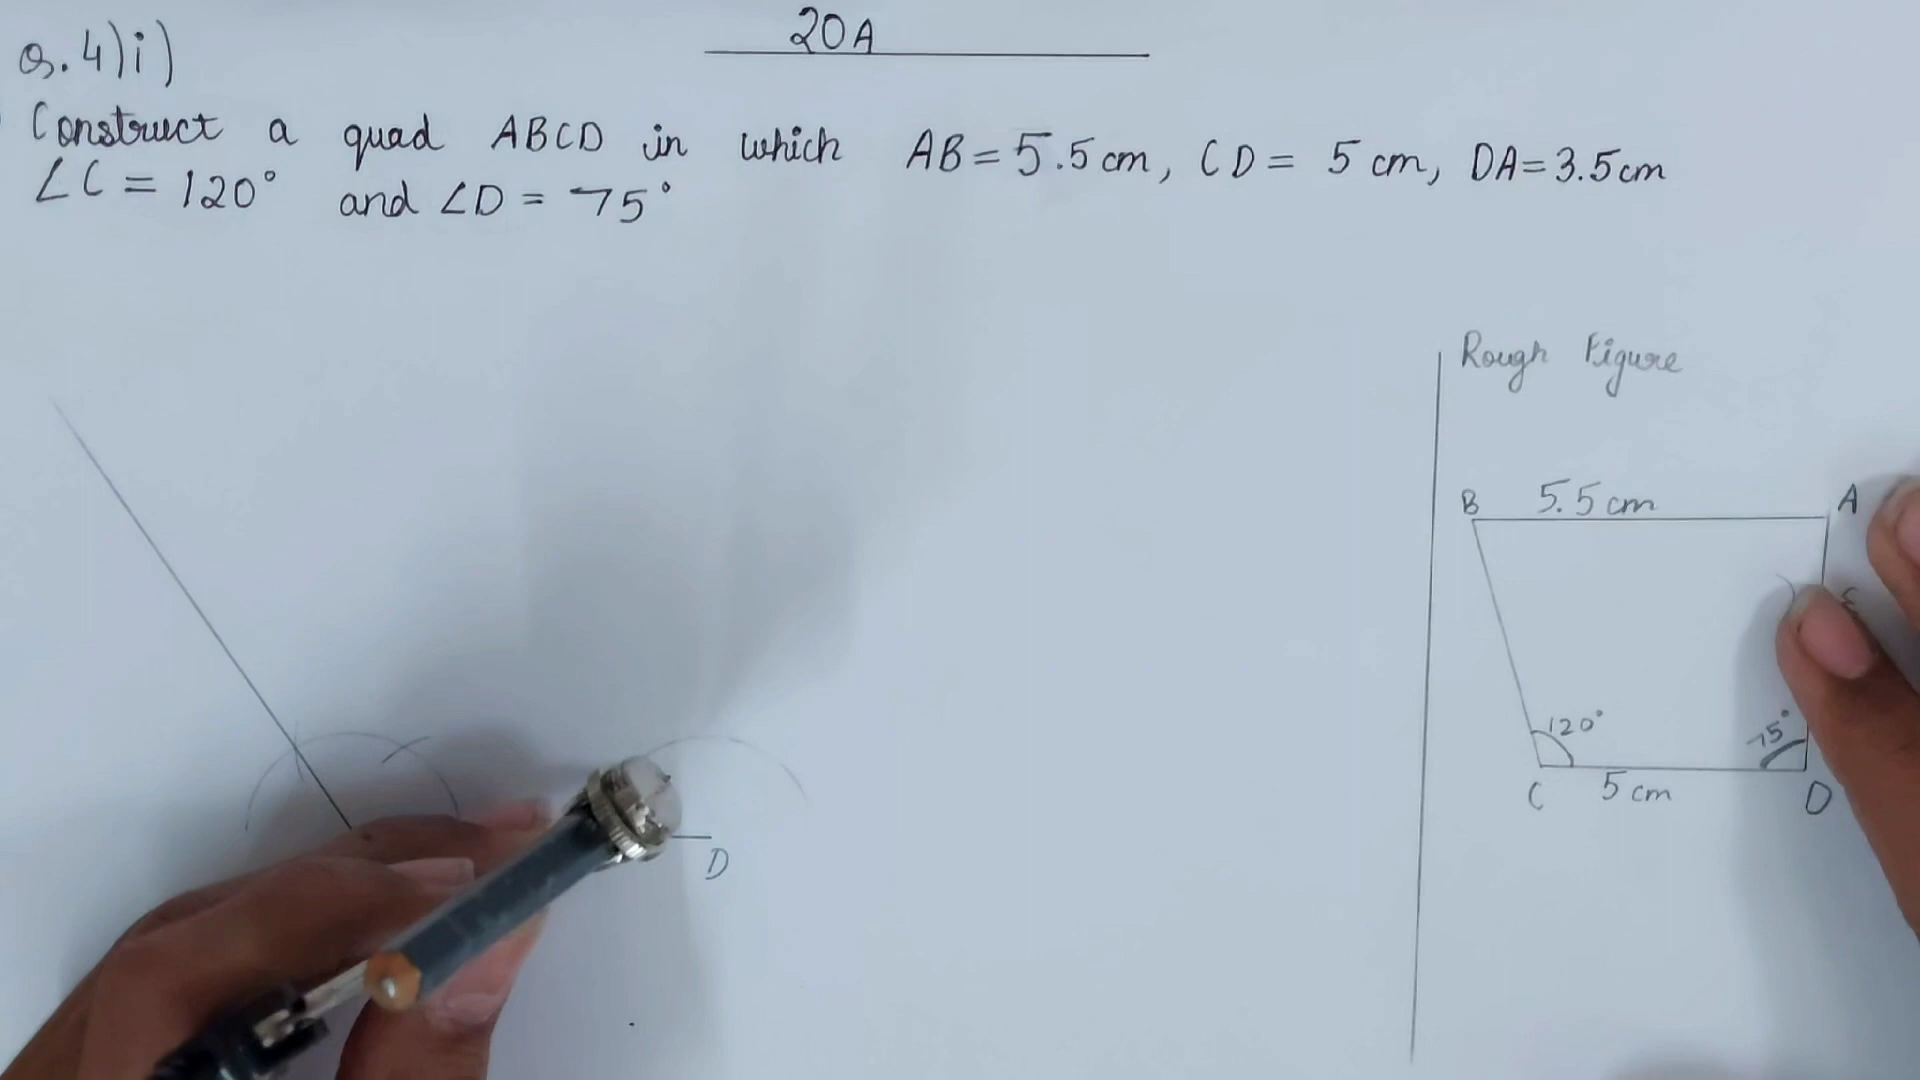 20A
Q. 4) i)
Construct a quad ABCD in which AB = 5.5 cm, CD = 5 cm, DA = 3.5 cm
∠C = 120° and ∠D = 75°
Rough Figure
B 5.5 cm A
120° 75°
C 5 cm D
D